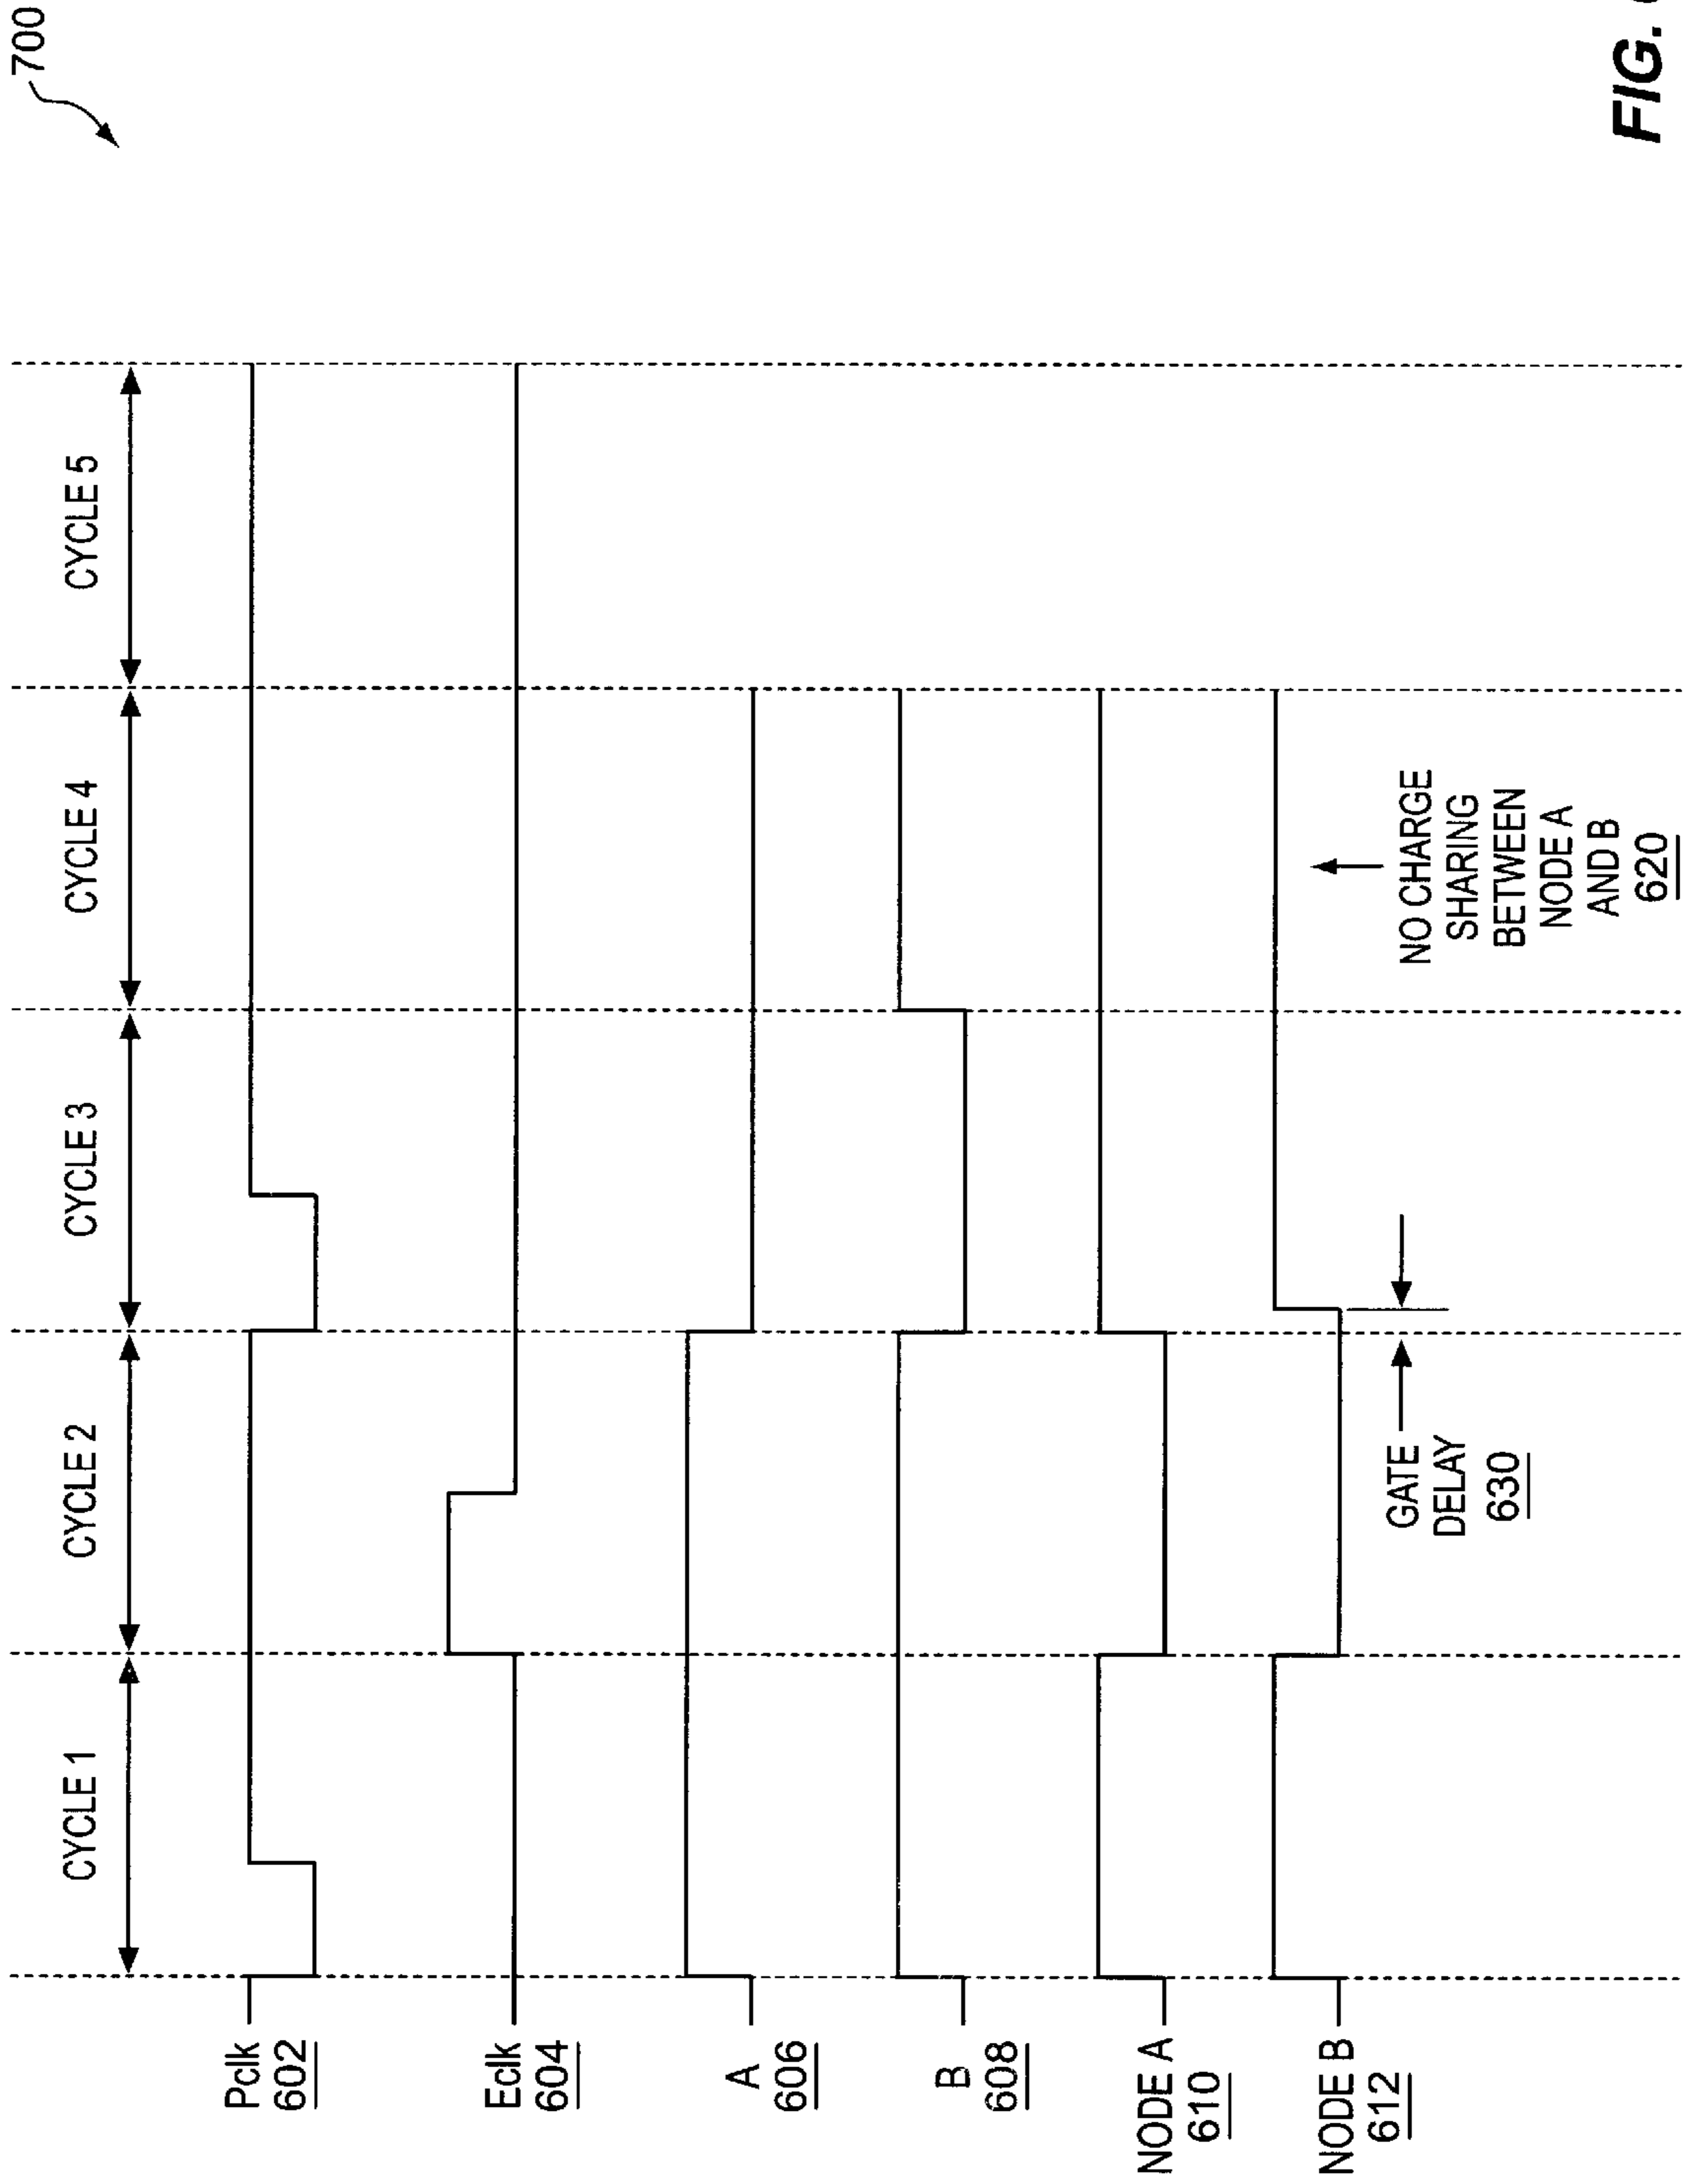 700
CYCLE 1
CYCLE 2
CYCLE 3
CYCLE 4
CYCLE 5
Pclk
602
Eclk
604
A
606
B
608
NODE A
610
NODE B
612
GATE
DELAY
630
NO CHARGE
SHARING
BETWEEN
NODE A
AND B
620
FIG.